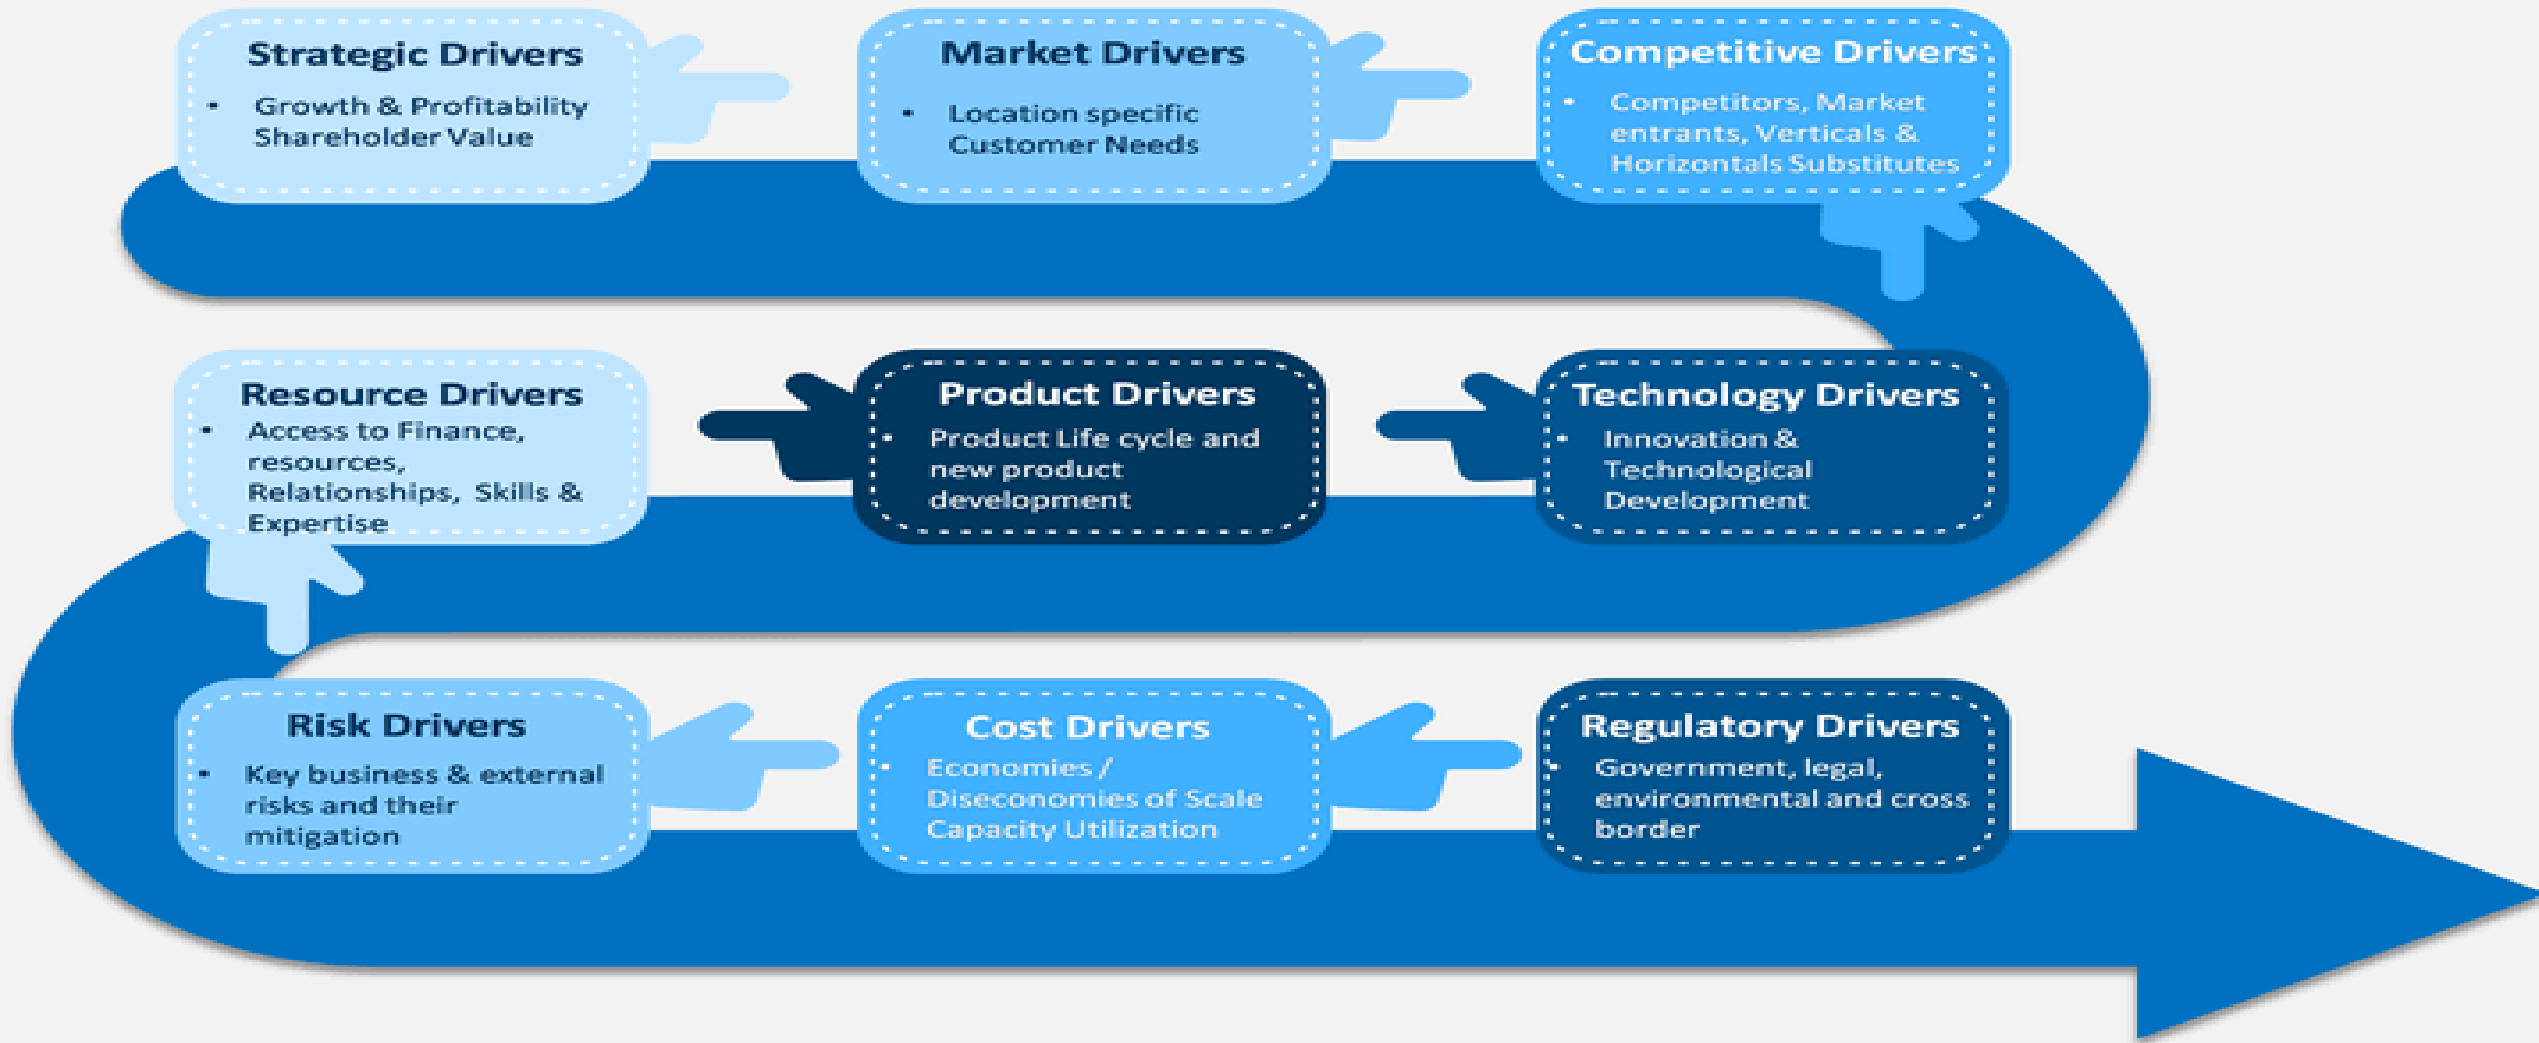 Strategic Drivers
• Growth & Profitability
Shareholder Value
Market Drivers
• Location specific
Customer Needs
Competitive Drivers
• Competitors, Market
entrants, Verticals &
Horizontals Substitutes
Resource Drivers
• Access to Finance,
resources,
Relationships, Skills &
Expertise
Product Drivers
• Product Life cycle and
new product
development
Technology Drivers
• Innovation &
Technological
Development
Risk Drivers
• Key business & external
risks and their
mitigation
Cost Drivers
• Economies /
Diseconomies of Scale
Capacity Utilization
Regulatory Drivers
• Government, legal,
environmental and cross
border